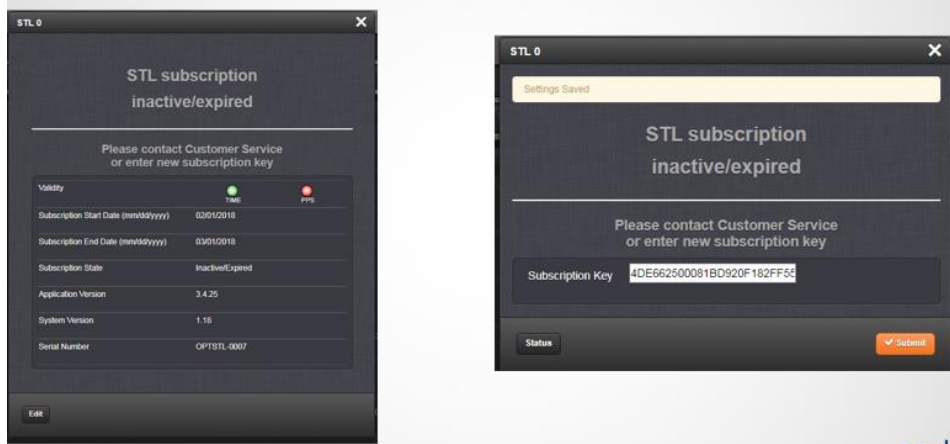 STL 0
STL subscription
inactive/expired
Please contact Customer Service
or enter new subscription key
Validity
TIME PPS
Subscription Start Date (mm/dd/yyyy) 02/01/2018
Subscription End Date (mm/dd/yyyy) 03/01/2018
Subscription State Inactive/Expired
Application Version 3.4.25
System Version 1.16
Serial Number OPTSTL-0007
Edit
STL 0
Settings Saved
STL subscription
inactive/expired
Please contact Customer Service
or enter new subscription key
Subscription Key 4DE662500081BD920F182FF55
Status Submit